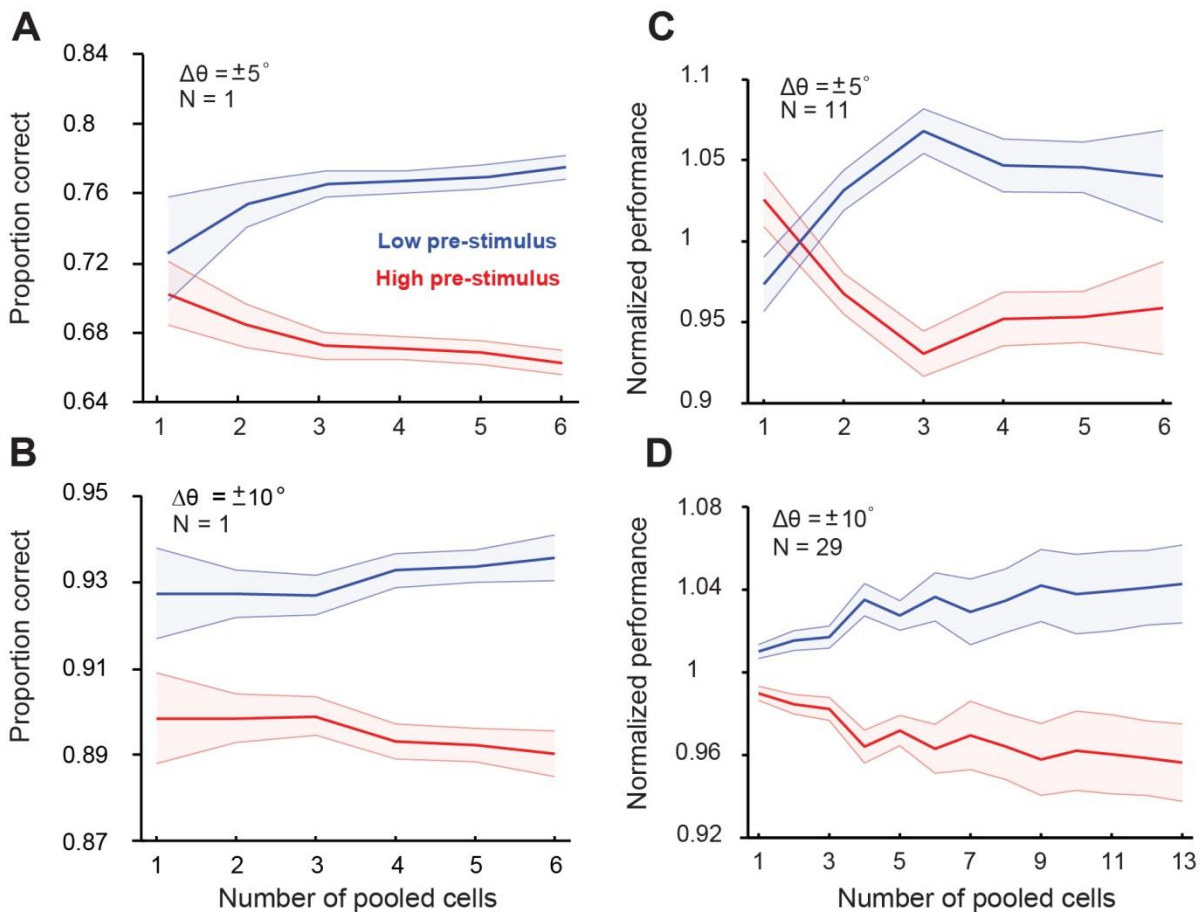 A
Proportion correct
0.84
0.8
0.76
0.72
0.68
0.64
Δθ = ±5°
N = 1
Low pre-stimulus
High pre-stimulus
1 2 3 4 5 6
C
Normalized performance
1.1
1.05
1
0.95
0.9
Δθ = ±5°
N = 11
1 2 3 4 5 6
B
Proportion correct
0.95
0.93
0.91
0.89
0.87
Δθ = ±10°
N = 1
1 2 3 4 5 6
Number of pooled cells
D
Normalized performance
1.08
1.04
1
0.96
0.92
Δθ = ±10°
N = 29
1 3 5 7 9 11 13
Number of pooled cells